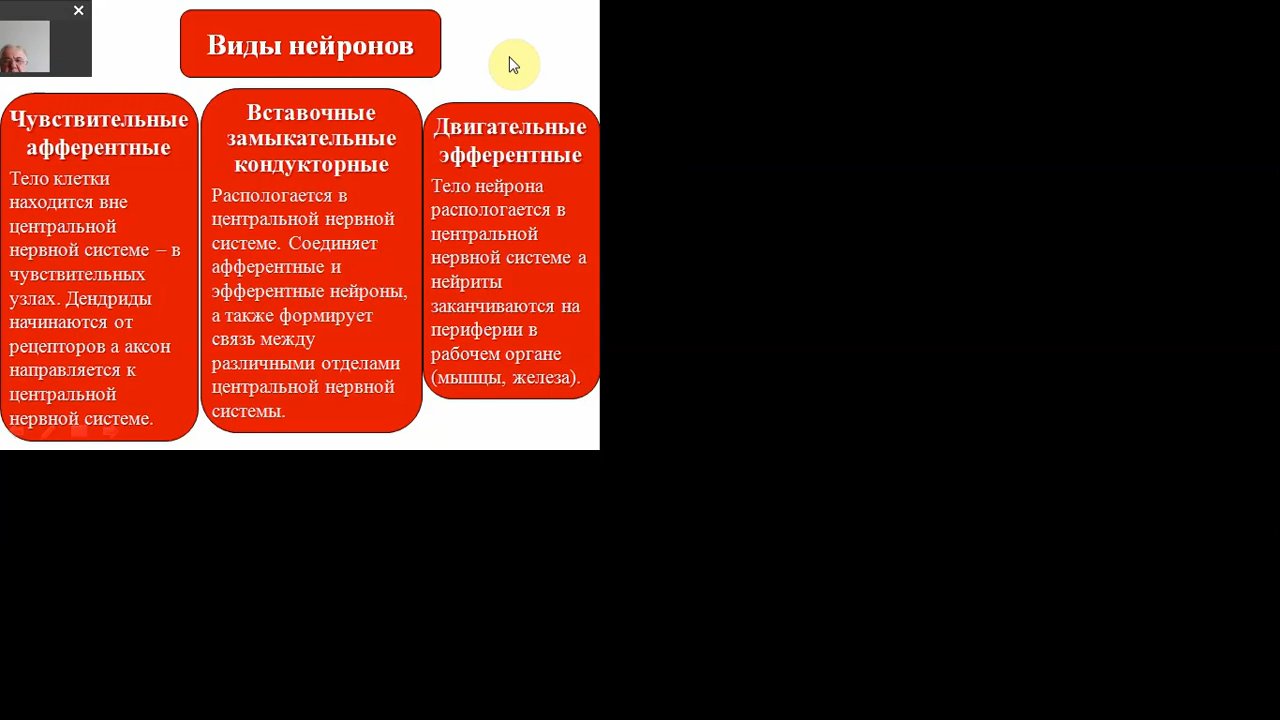 Виды нейронов
Чувствительные
афферентные
Тело клетки
находится вне
центральной
нервной системе – в
чувствительных
узлах. Дендриды
начинаются от
рецепторов а аксон
направляется к
центральной
нервной системе.
Вставочные
замыкательные
кондукторные
Распологается в
центральной нервной
системе. Соединяет
афферентные и
эфферентные нейроны,
а также формирует
связь между
различными отделами
центральной нервной
системы.
Двигательные
эфферентные
Тело нейрона
распологается в
центральной
нервной системе а
нейриты
заканчиваются на
периферии в
рабочем органе
(мышцы, железа).